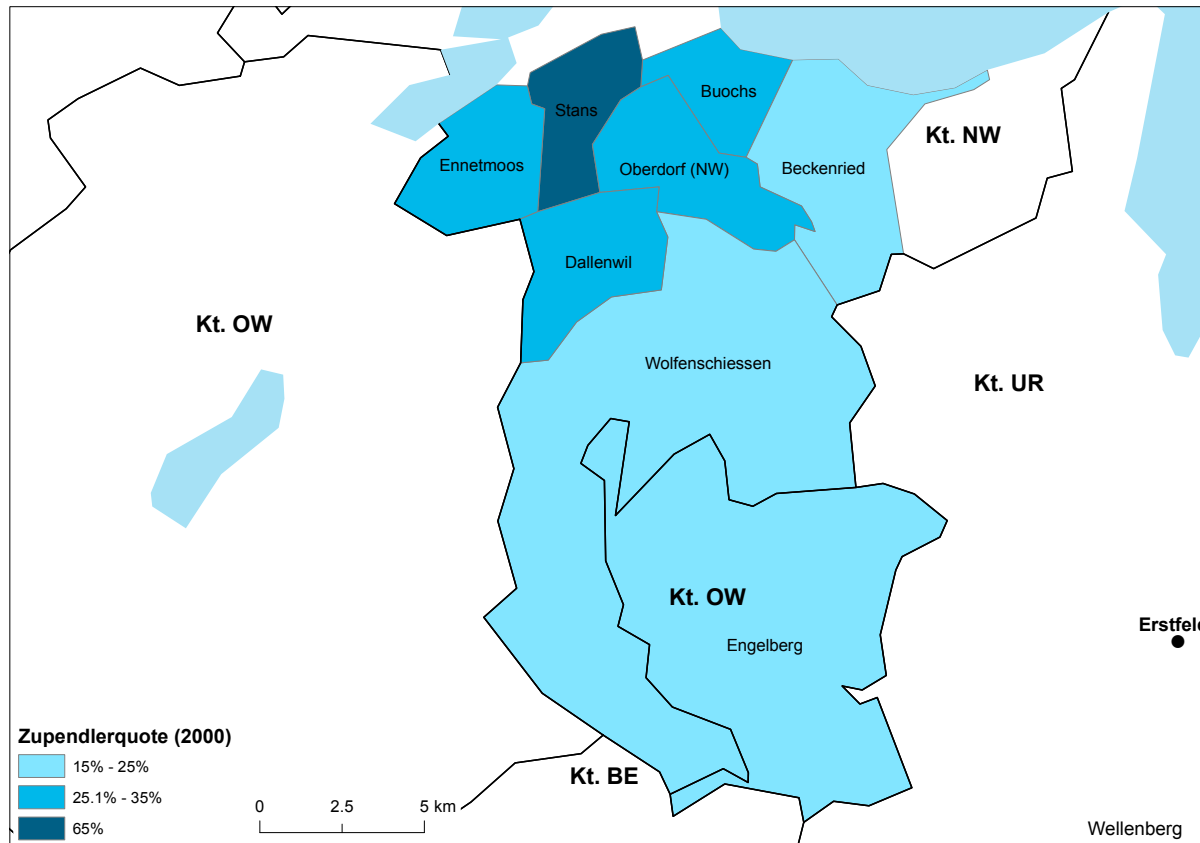 Stans
Buochs
Kt. NW
Ennetmoos
Oberdorf (NW)
Beckenried
Dallenwil
Kt. OW
Wolfenschiessen
Kt. UR
Kt. OW
Engelberg
Erstfeld
Zupendlerquote (2000)
15% - 25%
25.1% - 35%
65%
0 2.5 5 km
Kt. BE
Wellenberg